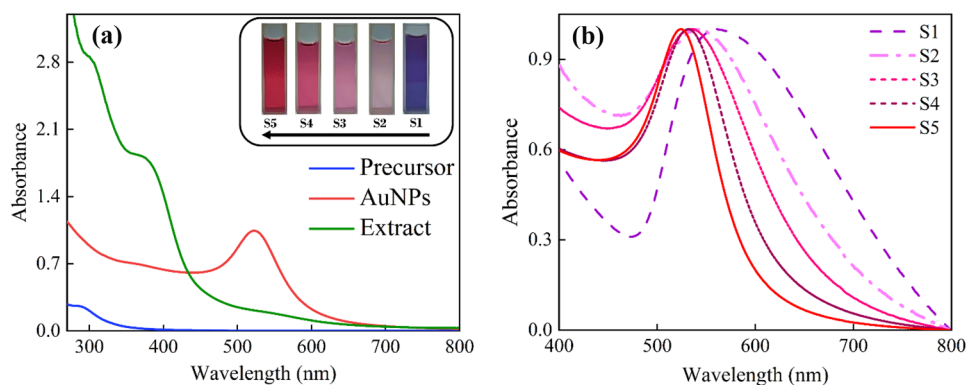 (a)
S5 S4 S3 S2 S1
Precursor
AuNPs
Extract
Absorbance
2.8
2.1
1.4
0.7
0.0
300 400 500 600 700 800
Wavelength (nm)
(b)
S1
S2
S3
S4
S5
Absorbance
0.9
0.6
0.3
0.0
400 500 600 700 800
Wavelength (nm)